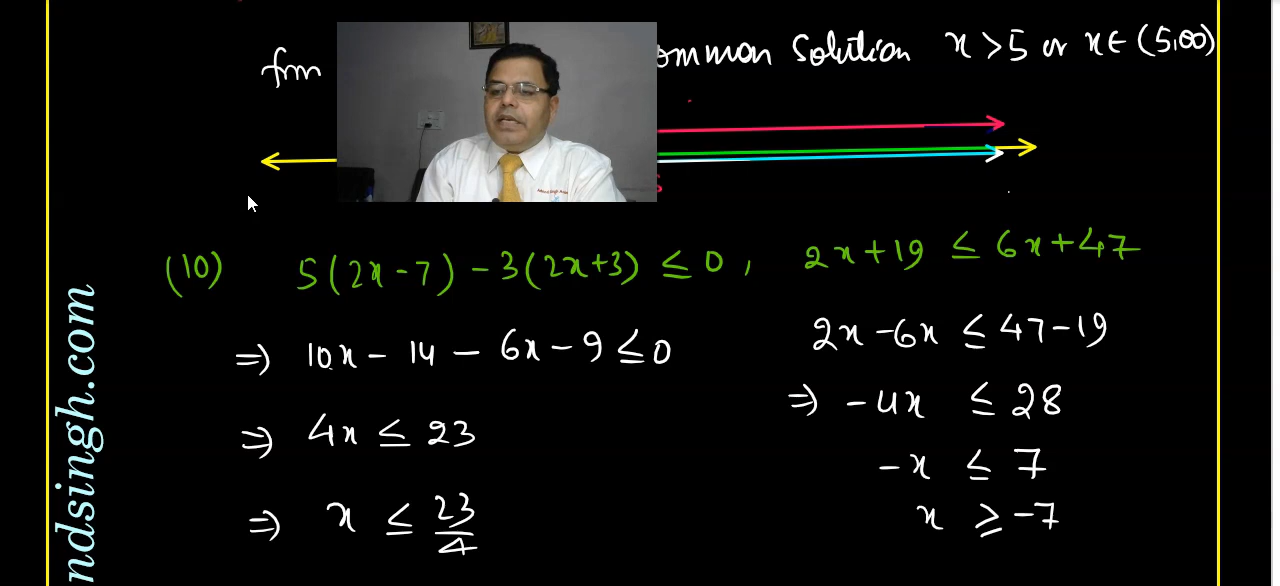 frm ommon Solution x > 5 or x ∈ (5,∞)
(10) 5(2x-7) - 3(2x+3) ≤ 0, 2x+19 ≤ 6x+47
⇒ 10x - 14 - 6x - 9 ≤ 0
2x - 6x ≤ 47-19
⇒ 4x ≤ 23
⇒ -4x ≤ 28
-x ≤ 7
⇒ x ≤ 23/4
x ≥ -7
ndsingh.com